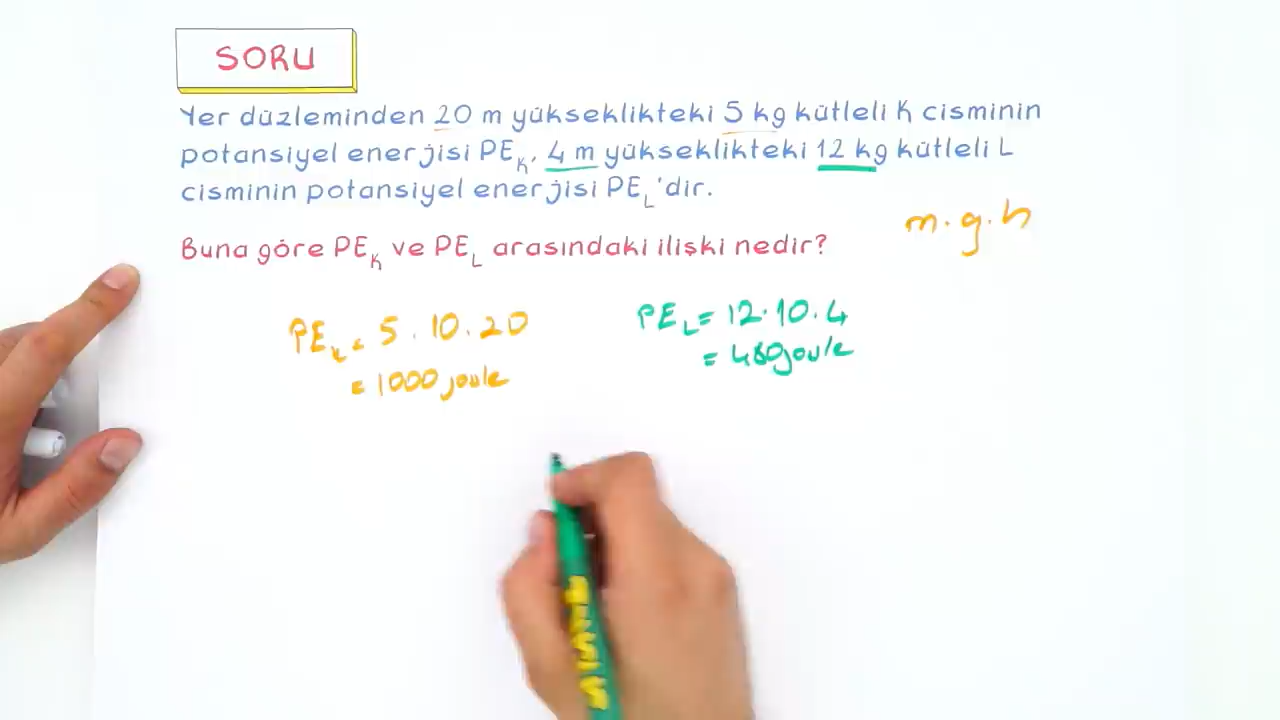 SORU
Yer düzleminden 20 m yükseklikteki 5 kg kütleli K cisminin
potansiyel enerjisi PEK, 4 m yükseklikteki 12 kg kütleli L
cisminin potansiyel enerjisi PEL'dir.
m.g.h
Buna göre PEK ve PEL arasındaki ilişki nedir?
PEK = 5 . 10 . 20
= 1000 joule
PEL = 12.10.4
= 480 joule